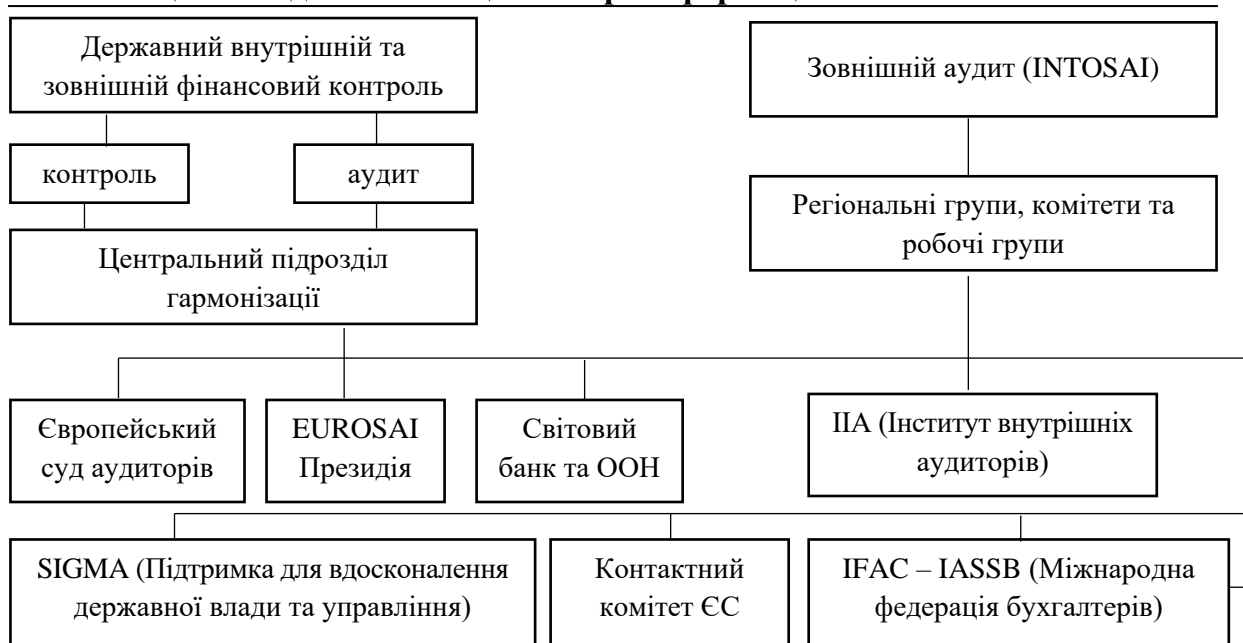 Державний внутрішній та
зовнішній фінансовий контроль
Зовнішній аудит (INTOSAI)
контроль
аудит
Регіональні групи, комітети та
робочі групи
Центральний підрозділ
гармонізації
Європейський
суд аудиторів
EUROSAI
Президія
Світовий
банк та ООН
IIA (Інститут внутрішніх
аудиторів)
SIGMA (Підтримка для вдосконалення
державної влади та управління)
Контактний
комітет ЄС
IFAC – IASSB (Міжнародна
федерація бухгалтерів)